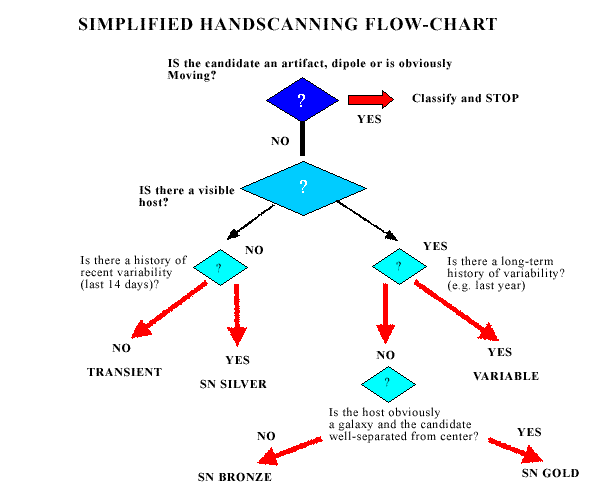 SIMPLIFIED HANDSCANNING FLOW-CHART
IS the candidate an artifact, dipole or is obviously
Moving?
?
Classify and STOP
YES
NO
IS there a visible
host?
?
NO
YES
Is there a history of
recent variability
(last 14 days)?
?
?
Is there a long-term
history of variability?
(e.g. last year)
NO
TRANSIENT
YES
SN SILVER
NO
YES
VARIABLE
?
Is the host obviously
a galaxy and the candidate
well-separated from center?
NO
YES
SN BRONZE
SN GOLD